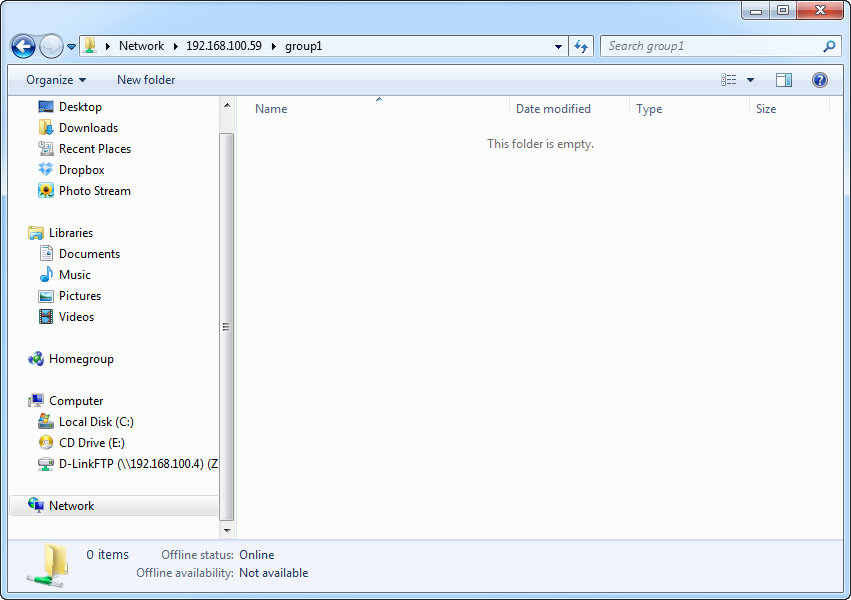 Network 192.168.100.59 group1
Search group1
Organize New folder
Desktop
Downloads
Recent Places
Dropbox
Photo Stream
Libraries
Documents
Music
Pictures
Videos
Homegroup
Computer
Local Disk (C:)
CD Drive (E:)
D-LinkFTP (\\192.168.100.4) (Z
Network
Name Date modified Type Size
This folder is empty.
0 items Offline status: Online
Offline availability: Not available